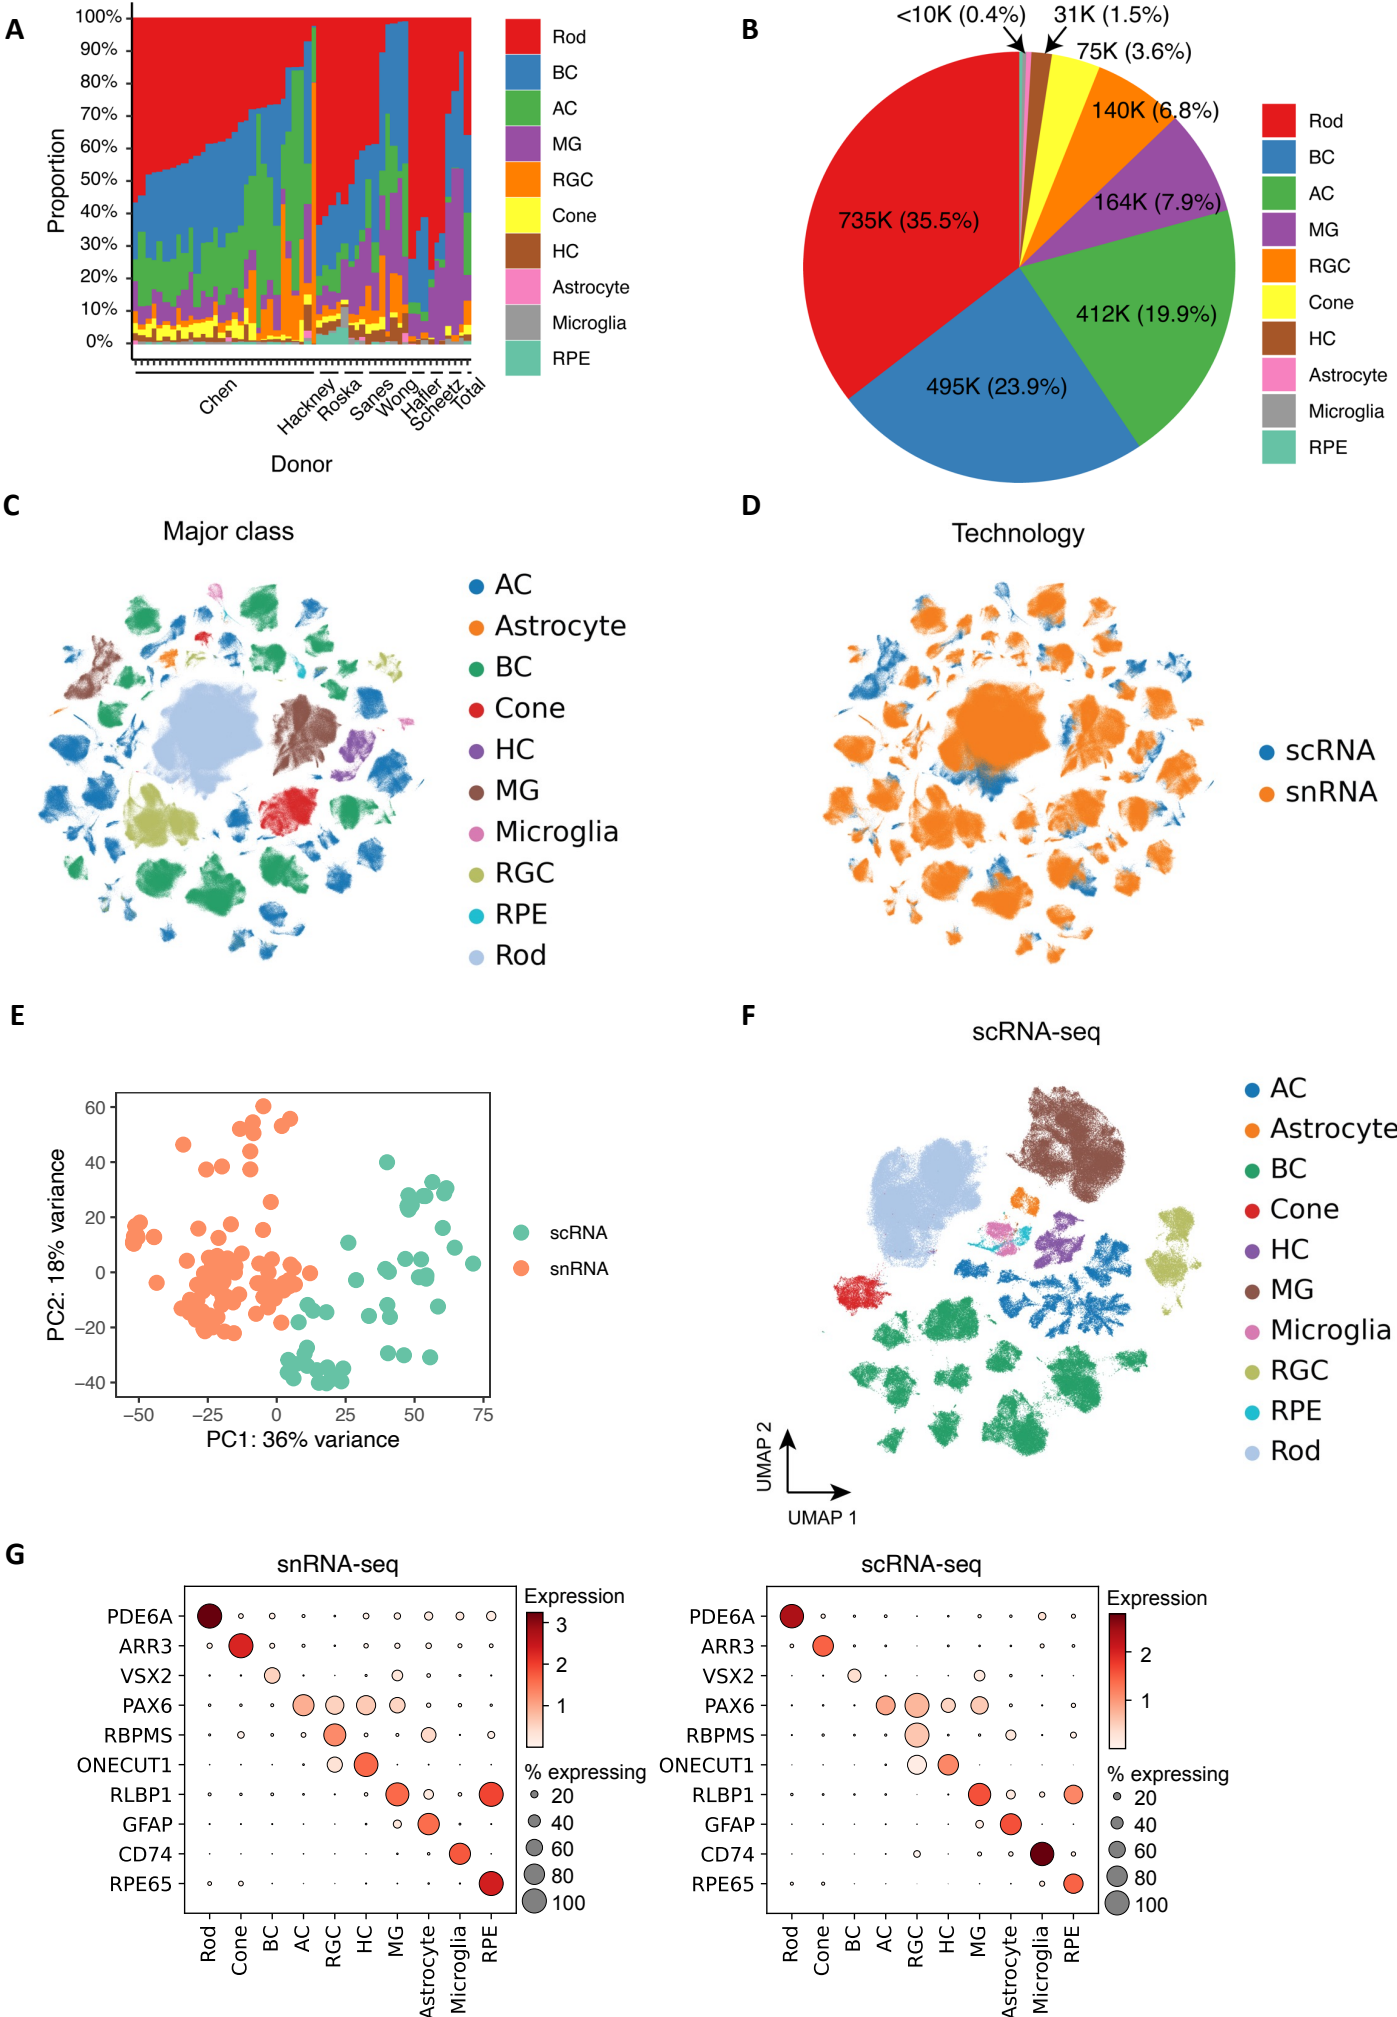 A
100%
90%
80%
70%
60%
50%
40%
30%
20%
10%
0%
Proportion
Chen
Hackney
Roska
Sanes
Wong
Hafler
Scheetz
Total
Donor
Rod
BC
AC
MG
RGC
Cone
HC
Astrocyte
Microglia
RPE
B
<10K (0.4%)
31K (1.5%)
75K (3.6%)
140K (6.8%)
164K (7.9%)
412K (19.9%)
495K (23.9%)
735K (35.5%)
Rod
BC
AC
MG
RGC
Cone
HC
Astrocyte
Microglia
RPE
C
Major class
AC
Astrocyte
BC
Cone
HC
MG
Microglia
RGC
RPE
Rod
D
Technology
scRNA
snRNA
E
60
40
20
0
−20
−40
PC2: 18% variance
−50
−25
0
25
50
75
PC1: 36% variance
scRNA
snRNA
F
scRNA-seq
AC
Astrocyte
BC
Cone
HC
MG
Microglia
RGC
RPE
Rod
UMAP 2
UMAP 1
G
snRNA-seq
PDE6A
ARR3
VSX2
PAX6
RBPMS
ONECUT1
RLBP1
GFAP
CD74
RPE65
Rod
Cone
BC
AC
RGC
HC
MG
Astrocyte
Microglia
RPE
Expression
3
2
1
% expressing
20
40
60
80
100
scRNA-seq
PDE6A
ARR3
VSX2
PAX6
RBPMS
ONECUT1
RLBP1
GFAP
CD74
RPE65
Rod
Cone
BC
AC
RGC
HC
MG
Astrocyte
Microglia
RPE
Expression
2
1
% expressing
20
40
60
80
100